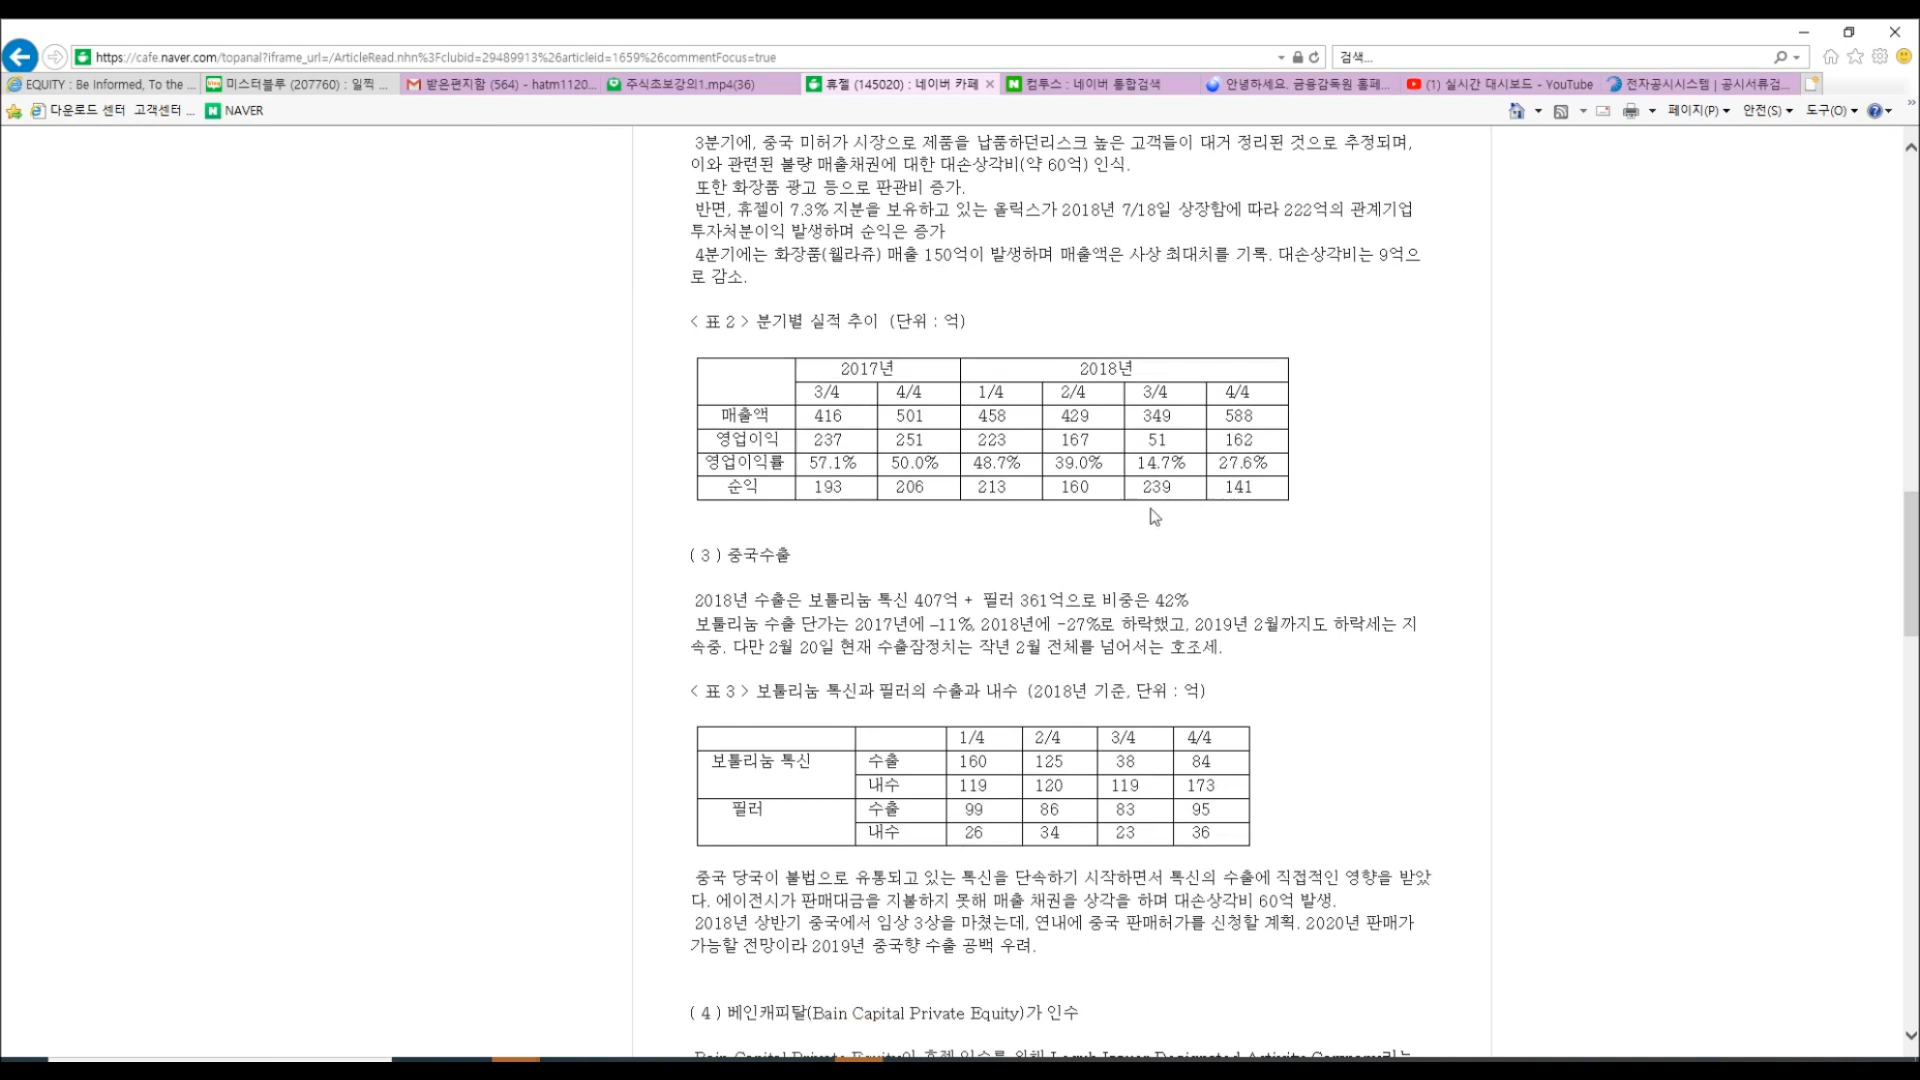 https://cafe.naver.com/topanal?iframe_url=/ArticleRead.nhn%3Fclubid=29489913%26articleid=1659%26commentFocus=true
검색...
EQUITY : Be Informed, To the ...
미스터블루 (207760) : 일찍 ...
받은편지함 (564) - hatm1120...
주식초보강의1.mp4(36)
휴젤 (145020) : 네이버 카페
컴투스 : 네이버 통합검색
안녕하세요. 금융감독원 홈페...
(1) 실시간 대시보드 - YouTube
전자공시시스템 | 공시서류검...
다운로드 센터 고객센터 ...
NAVER
페이지(P)
안전(S)
도구(O)
3분기에, 중국 미허가 시장으로 제품을 납품하던리스크 높은 고객들이 대거 정리된 것으로 추정되며,
이와 관련된 불량 매출채권에 대한 대손상각비(약 60억) 인식.
또한 화장품 광고 등으로 판관비 증가.
반면, 휴젤이 7.3% 지분을 보유하고 있는 올릭스가 2018년 7/18일 상장함에 따라 222억의 관계기업
투자처분이익 발생하며 순익은 증가
4분기에는 화장품(웰라쥬) 매출 150억이 발생하며 매출액은 사상 최대치를 기록. 대손상각비는 9억으
로 감소.
< 표 2 > 분기별 실적 추이 (단위 : 억)
2017년 2018년
3/4 4/4 1/4 2/4 3/4 4/4
매출액 416 501 458 429 349 588
영업이익 237 251 223 167 51 162
영업이익률 57.1% 50.0% 48.7% 39.0% 14.7% 27.6%
순익 193 206 213 160 239 141
( 3 ) 중국수출
2018년 수출은 보툴리눔 톡신 407억 + 필러 361억으로 비중은 42%
보툴리눔 수출 단가는 2017년에 –11%, 2018년에 -27%로 하락했고, 2019년 2월까지도 하락세는 지
속중. 다만 2월 20일 현재 수출잠정치는 작년 2월 전체를 넘어서는 호조세.
< 표 3 > 보툴리눔 톡신과 필러의 수출과 내수 (2018년 기준, 단위 : 억)
1/4 2/4 3/4 4/4
보툴리눔 톡신 수출 160 125 38 84
내수 119 120 119 173
필러 수출 99 86 83 95
내수 26 34 23 36
중국 당국이 불법으로 유통되고 있는 톡신을 단속하기 시작하면서 톡신의 수출에 직접적인 영향을 받았
다. 에이전시가 판매대금을 지불하지 못해 매출 채권을 상각을 하며 대손상각비 60억 발생.
2018년 상반기 중국에서 임상 3상을 마쳤는데, 연내에 중국 판매허가를 신청할 계획. 2020년 판매가
가능할 전망이라 2019년 중국향 수출 공백 우려.
( 4 ) 베인캐피탈(Bain Capital Private Equity)가 인수
Bain Capital Private Equity이 휴젤 인수를 위해 Leguh Issuer Designated Activity Company라는